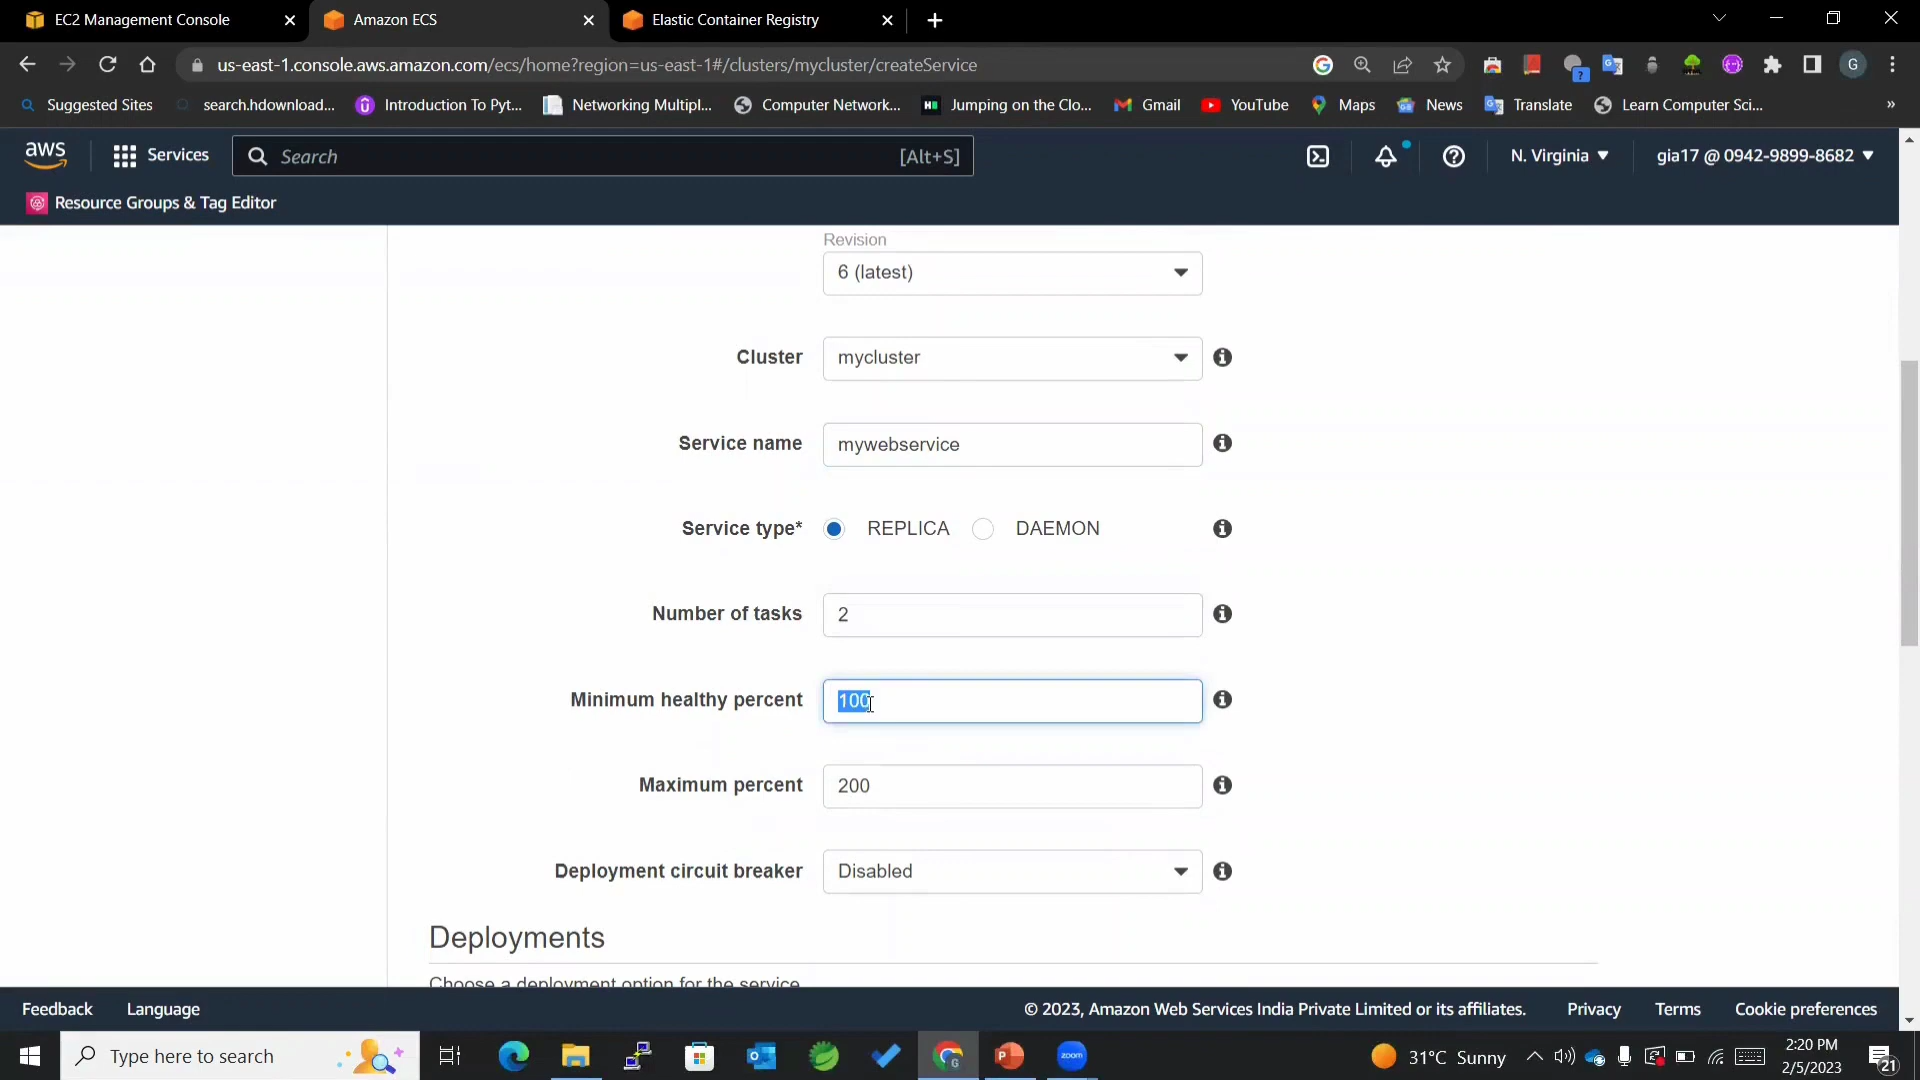 EC2 Management Console
Amazon ECS
Elastic Container Registry
us-east-1.console.aws.amazon.com/ecs/home?region=us-east-1#/clusters/mycluster/createService
G
Suggested Sites
search.hdownload...
Introduction To Pyt...
Networking Multipl...
Computer Network...
Jumping on the Clo...
Gmail
YouTube
Maps
News
Translate
Learn Computer Sci...
»
aws
Services
Search
[Alt+S]
N. Virginia
gia17 @ 0942-9899-8682
Resource Groups & Tag Editor
Revision
6 (latest)
Cluster
mycluster
Service name
mywebservice
Service type*
REPLICA
DAEMON
Number of tasks
2
Minimum healthy percent
100
Maximum percent
200
Deployment circuit breaker
Disabled
Deployments
Choose a deployment option for the service
Feedback
Language
© 2023, Amazon Web Services India Private Limited or its affiliates.
Privacy
Terms
Cookie preferences
Type here to search
zoom
31°C Sunny
2:20 PM
2/5/2023
21